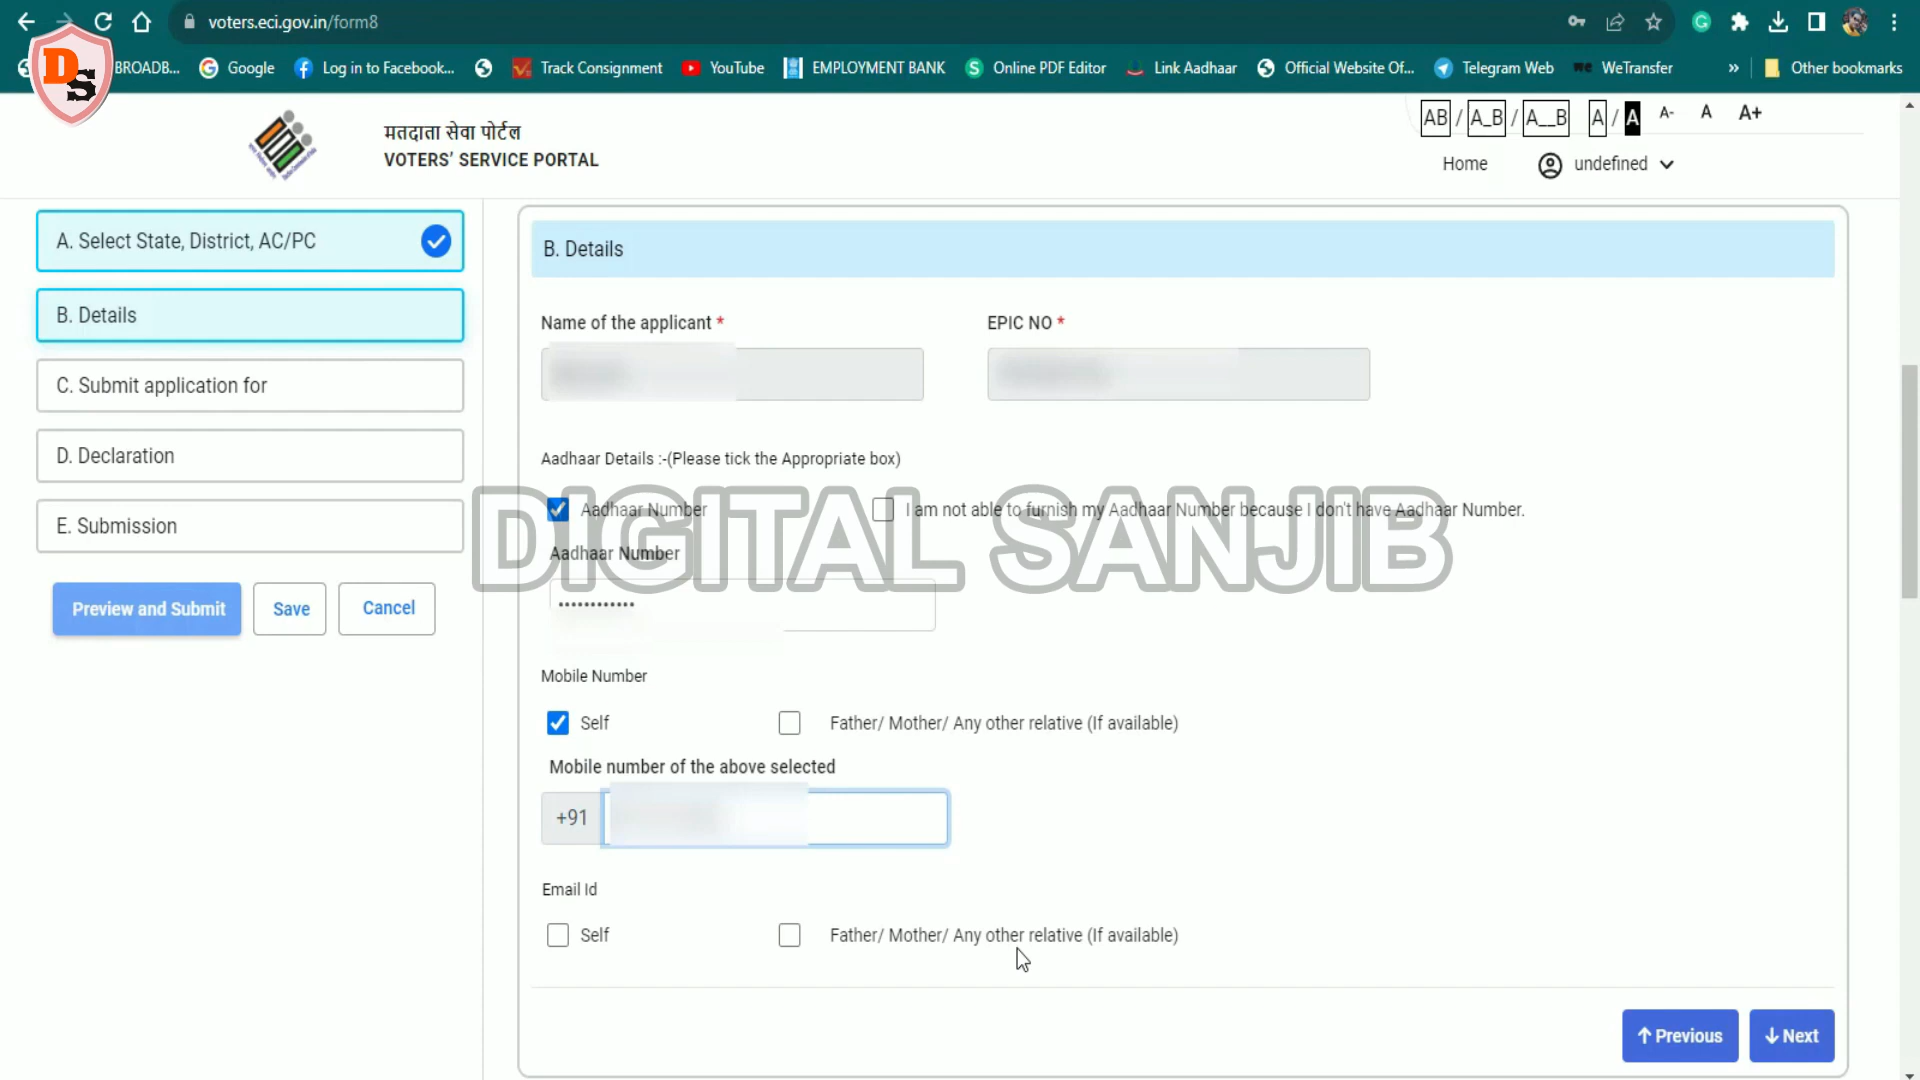 voters.eci.gov.in/form8
BROADB...
Google
Log in to Facebook...
Track Consignment
YouTube
EMPLOYMENT BANK
Online PDF Editor
Link Aadhaar
Official Website Of...
Telegram Web
WeTransfer
»
Other bookmarks
DS
मतदाता सेवा पोर्टल
VOTERS' SERVICE PORTAL
AB / A_B / A__B A / A A- A A+
Home
undefined
A. Select State, District, AC/PC
B. Details
C. Submit application for
D. Declaration
E. Submission
Preview and Submit
Save
Cancel
B. Details
Name of the applicant *
EPIC NO *
Aadhaar Details :-(Please tick the Appropriate box)
Aadhaar Number
I am not able to furnish my Aadhaar Number because I don't have Aadhaar Number.
DIGITAL SANJIB
Aadhaar Number
••••••••••••
Mobile Number
Self
Father/ Mother/ Any other relative (If available)
Mobile number of the above selected
+91
Email Id
Self
Father/ Mother/ Any other relative (If available)
Previous
Next